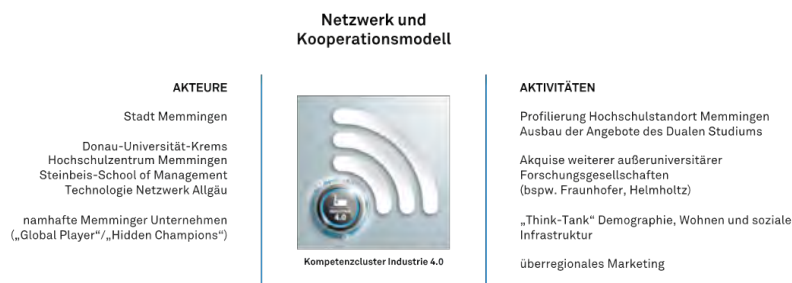 Netzwerk und
Kooperationsmodell
AKTEURE
Stadt Memmingen
Donau-Universität-Krems
Hochschulzentrum Memmingen
Steinbeis-School of Management
Technologie Netzwerk Allgäu
namhafte Memminger Unternehmen
(„Global Player“/„Hidden Champions“)
4.0
Kompetenzcluster Industrie 4.0
AKTIVITÄTEN
Profilierung Hochschulstandort Memmingen
Ausbau der Angebote des Dualen Studiums
Akquise weiterer außeruniversitärer
Forschungsgesellschaften
(bspw. Fraunhofer, Helmholtz)
„Think-Tank“ Demographie, Wohnen und soziale
Infrastruktur
überregionales Marketing